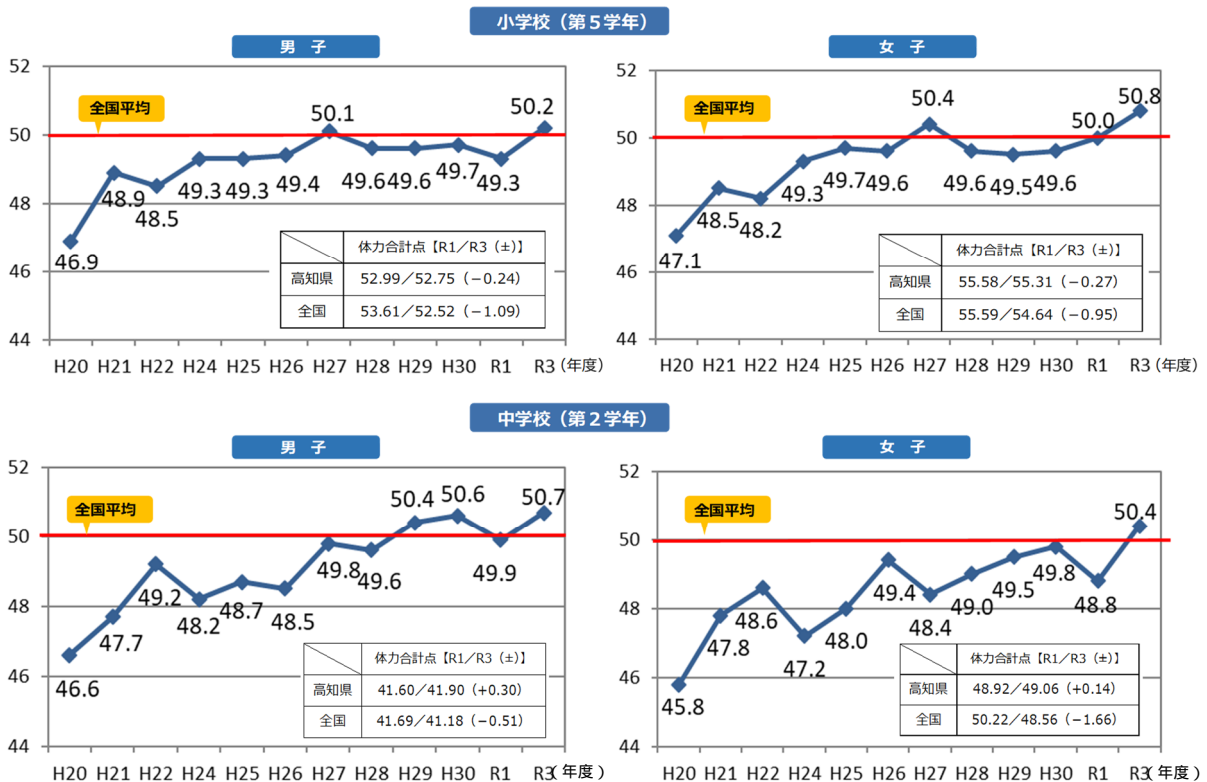 小学校（第５学年）
男　子
52
50
48
46
44
全国平均
46.9
48.9
48.5
49.3
49.3
49.4
50.1
49.6
49.6
49.7
49.3
50.2
体力合計点【R1／R3（±）】
高知県 52.99／52.75（－0.24）
全国 53.61／52.52（－1.09）
H20 H21 H22 H24 H25 H26 H27 H28 H29 H30 R1 R3（年度）
女　子
52
50
48
46
44
全国平均
47.1
48.5
48.2
49.3
49.7
49.6
50.4
49.6
49.5
49.6
50.0
50.8
体力合計点【R1／R3（±）】
高知県 55.58／55.31（－0.27）
全国 55.59／54.64（－0.95）
H20 H21 H22 H24 H25 H26 H27 H28 H29 H30 R1 R3（年度）
中学校（第２学年）
男　子
52
50
48
46
44
全国平均
46.6
47.7
49.2
48.2
48.7
48.5
49.8
49.6
50.4
50.6
49.9
50.7
体力合計点【R1／R3（±）】
高知県 41.60／41.90（+0.30）
全国 41.69／41.18（－0.51）
H20 H21 H22 H24 H25 H26 H27 H28 H29 H30 R1 R3（年度）
女　子
52
50
48
46
44
全国平均
45.8
47.8
48.6
47.2
48.0
49.4
48.4
49.0
49.5
49.8
48.8
50.4
体力合計点【R1／R3（±）】
高知県 48.92／49.06（+0.14）
全国 50.22／48.56（－1.66）
H20 H21 H22 H24 H25 H26 H27 H28 H29 H30 R1 R3（年度）